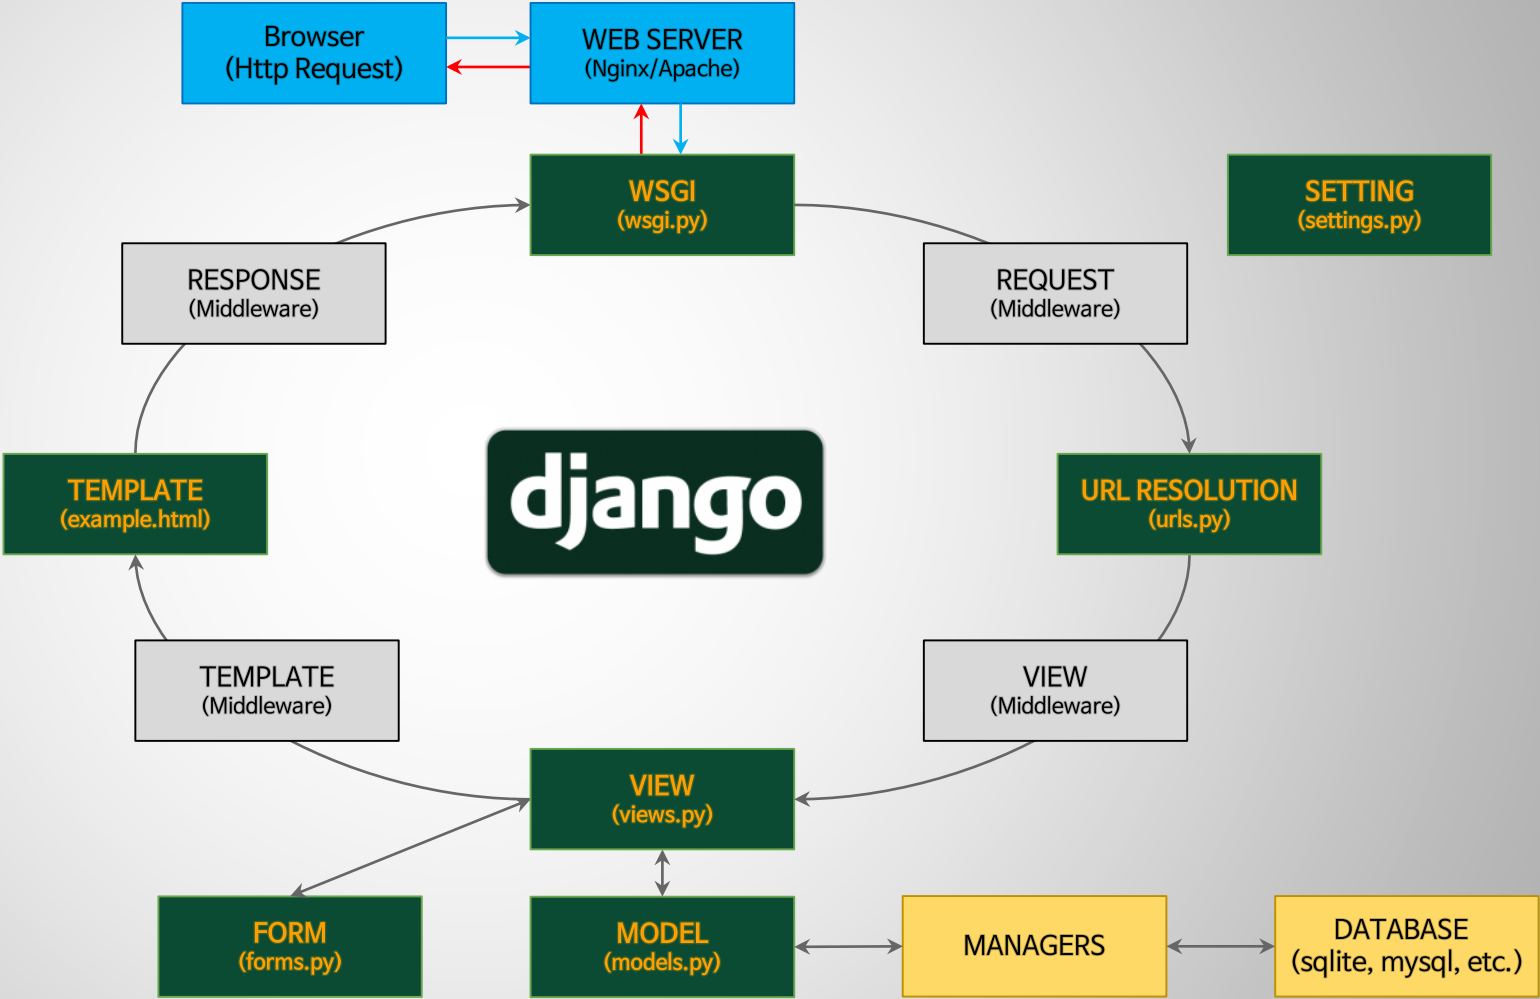 Browser
(Http Request)
WEB SERVER
(Nginx/Apache)
WSGI
(wsgi.py)
SETTING
(settings.py)
RESPONSE
(Middleware)
REQUEST
(Middleware)
django
TEMPLATE
(example.html)
URL RESOLUTION
(urls.py)
TEMPLATE
(Middleware)
VIEW
(Middleware)
VIEW
(views.py)
FORM
(forms.py)
MODEL
(models.py)
MANAGERS
DATABASE
(sqlite, mysql, etc.)